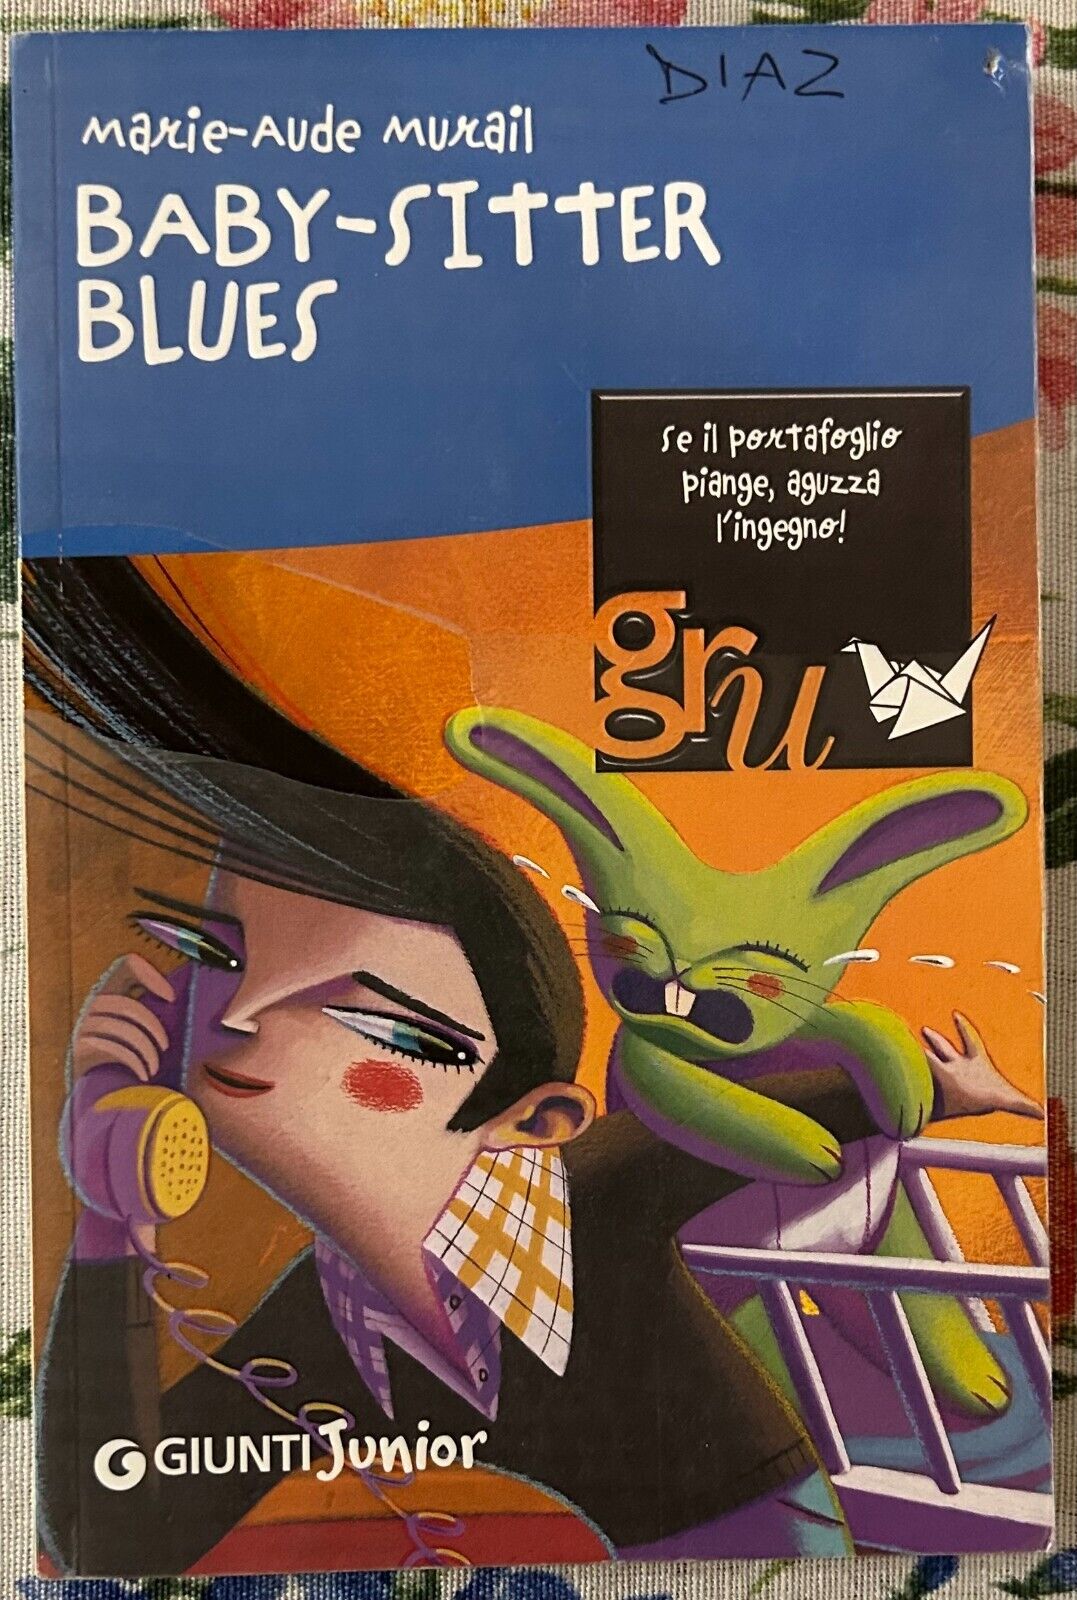 DIAZ
Marie-Aude Murail
BABY-SITTER
BLUES
Se il portafoglio
piange, aguzza
l'ingegno!
gru
GIUNTI Junior